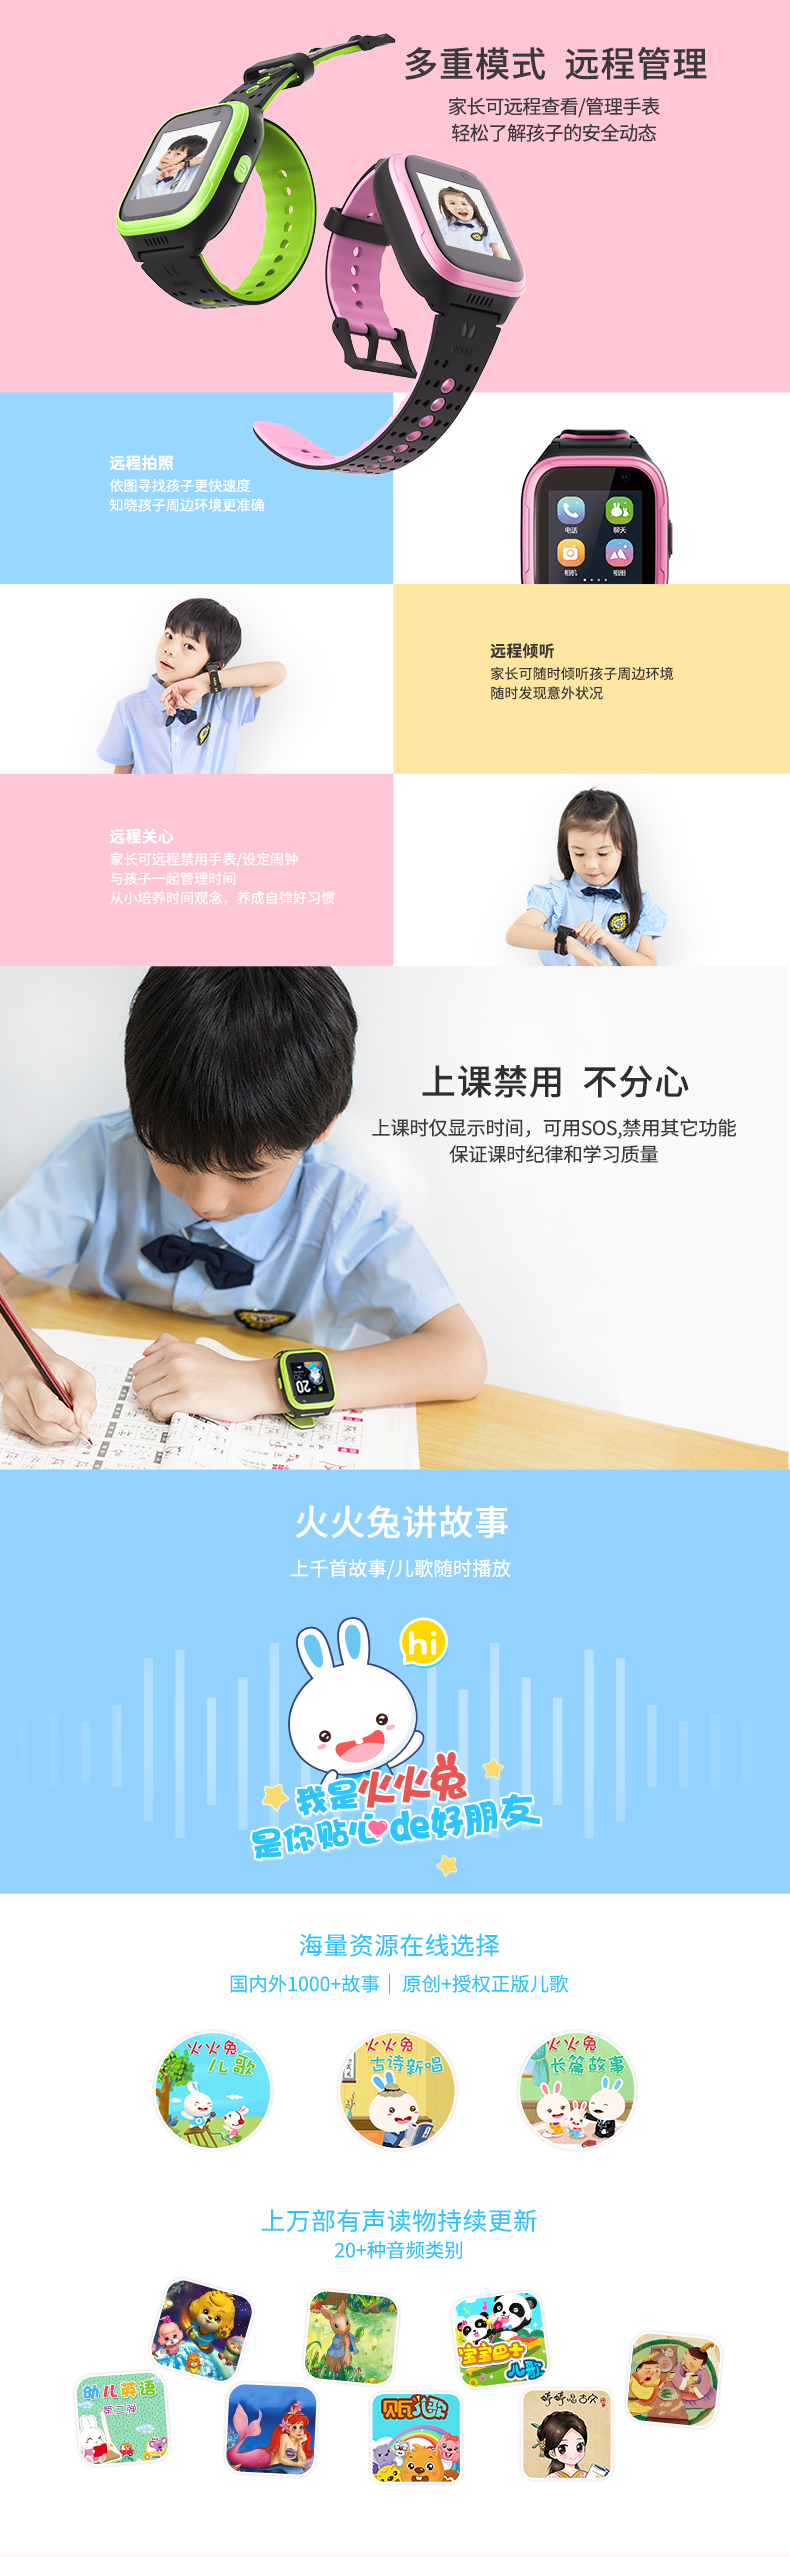 多重模式 远程管理
家长可远程查看/管理手表
轻松了解孩子的安全动态
远程拍照
依图寻找孩子更快速度
知晓孩子周边环境更准确
电话
聊天
相机
相册
远程倾听
家长可随时倾听孩子周边环境
随时发现意外状况
远程关心
家长可远程禁用手表/设定闹钟
与孩子一起管理时间
从小培养时间观念，养成自律好习惯
上课禁用 不分心
上课时仅显示时间，可用SOS,禁用其它功能
保证课时纪律和学习质量
火火兔讲故事
上千首故事/儿歌随时播放
hi
我是火火兔
是你贴心de好朋友
海量资源在线选择
国内外1000+故事｜原创+授权正版儿歌
火火兔
儿歌
火火兔
古诗新唱
火火兔
长篇故事
上万部有声读物持续更新
20+种音频类别
宝宝巴士
儿歌
幼儿英语
第二弹
贝瓦儿歌
婷婷唱古文